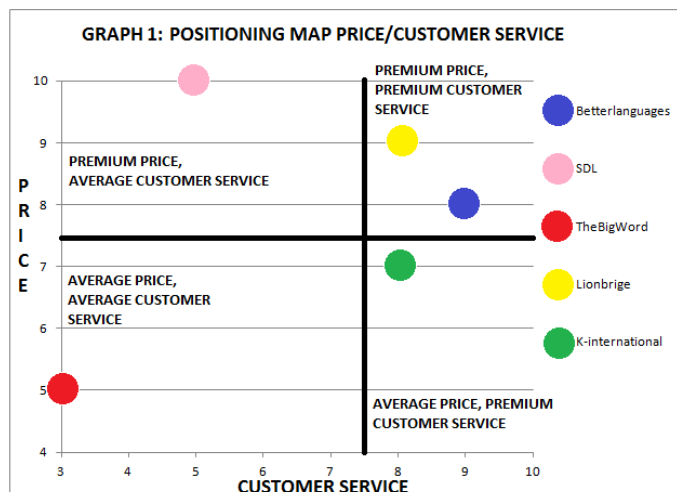 GRAPH 1: POSITIONING MAP PRICE/CUSTOMER SERVICE
PREMIUM PRICE,
PREMIUM CUSTOMER
SERVICE
PREMIUM PRICE,
AVERAGE CUSTOMER SERVICE
AVERAGE PRICE,
AVERAGE CUSTOMER
SERVICE
AVERAGE PRICE, PREMIUM
CUSTOMER SERVICE
PRICE
10
9
8
7
6
5
4
3 4 5 6 7 8 9 10
CUSTOMER SERVICE
Betterlanguages
SDL
TheBigWord
Lionbrige
K-international